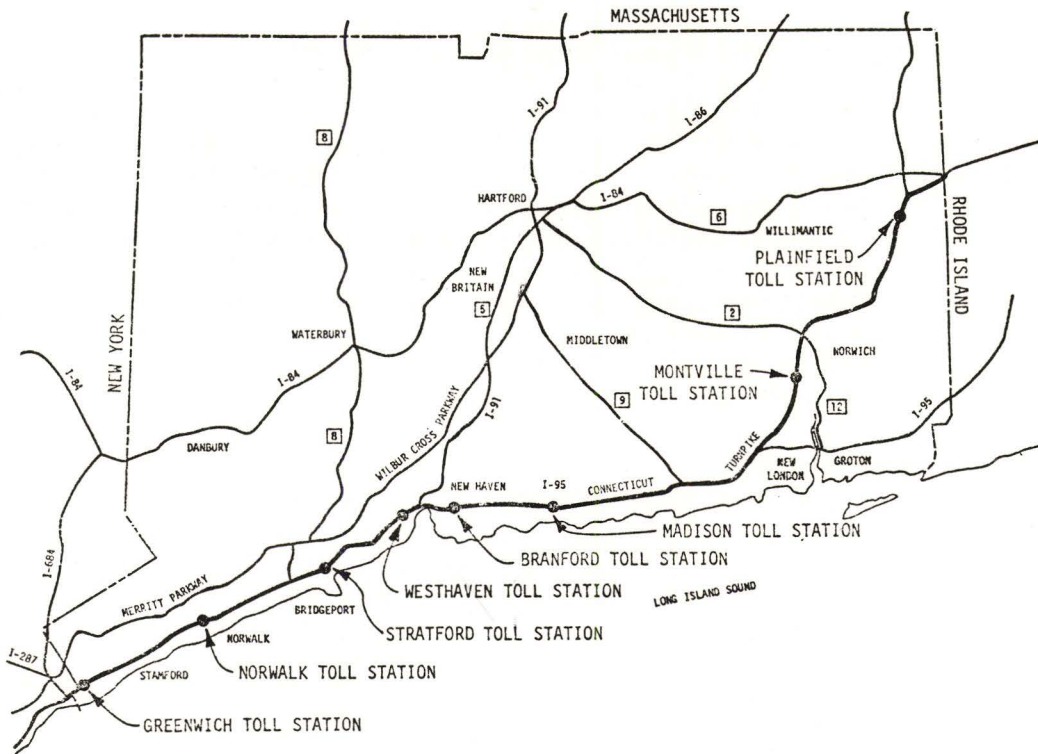 MASSACHUSETTS
I-91
8
I-86
HARTFORD
I-84
6
WILLIMANTIC
RHODE ISLAND
PLAINFIELD
TOLL STATION
NEW
BRITAIN
5
2
NEW YORK
WATERBURY
MIDDLETOWN
NORWICH
MONTVILLE
TOLL STATION
I-84
I-84
9
12
I-95
DANBURY
8
WILBUR CROSS PARKWAY
I-91
TURNPIKE
NEW
LONDON
GROTON
NEW HAVEN
I-95
CONNECTICUT
MADISON TOLL STATION
BRANFORD TOLL STATION
I-684
WESTHAVEN TOLL STATION
LONG ISLAND SOUND
MERRITT PARKWAY
BRIDGEPORT
STRATFORD TOLL STATION
NORWALK
I-287
STAMFORD
NORWALK TOLL STATION
GREENWICH TOLL STATION